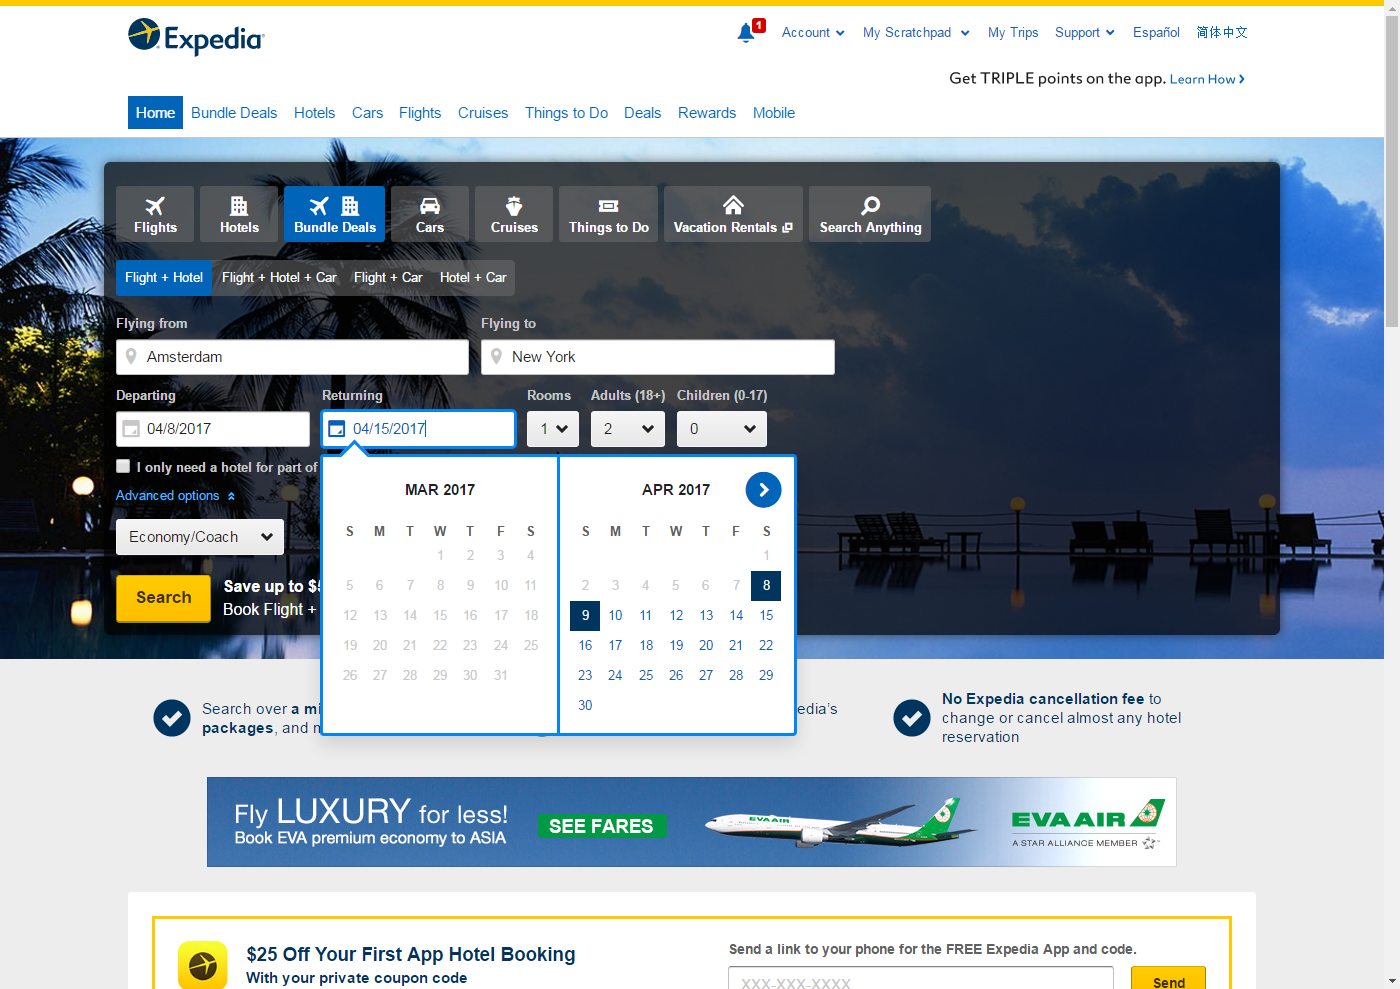 Expedia
1
Account
My Scratchpad
My Trips
Support
Español
简体中文
Get TRIPLE points on the app. Learn How
Home
Bundle Deals
Hotels
Cars
Flights
Cruises
Things to Do
Deals
Rewards
Mobile
Flights
Hotels
Bundle Deals
Cars
Cruises
Things to Do
Vacation Rentals
Search Anything
Flight + Hotel
Flight + Hotel + Car
Flight + Car
Hotel + Car
Flying from
Flying to
Amsterdam
New York
Departing
Returning
Rooms
Adults (18+)
Children (0-17)
04/8/2017
04/15/2017
1
2
0
I only need a hotel for part of
Advanced options
Economy/Coach
Search
Save up to $5
Book Flight +
MAR 2017
S M T W T F S
1 2 3 4
5 6 7 8 9 10 11
12 13 14 15 16 17 18
19 20 21 22 23 24 25
26 27 28 29 30 31
APR 2017
S M T W T F S
1
2 3 4 5 6 7 8
9 10 11 12 13 14 15
16 17 18 19 20 21 22
23 24 25 26 27 28 29
30
Search over a mi
packages, and
edia's
No Expedia cancellation fee to
change or cancel almost any hotel
reservation
Fly LUXURY for less!
Book EVA premium economy to ASIA
SEE FARES
EVA AIR
EVA AIR
A STAR ALLIANCE MEMBER
$25 Off Your First App Hotel Booking
With your private coupon code
Send a link to your phone for the FREE Expedia App and code.
XXX-XXX-XXXX
Send